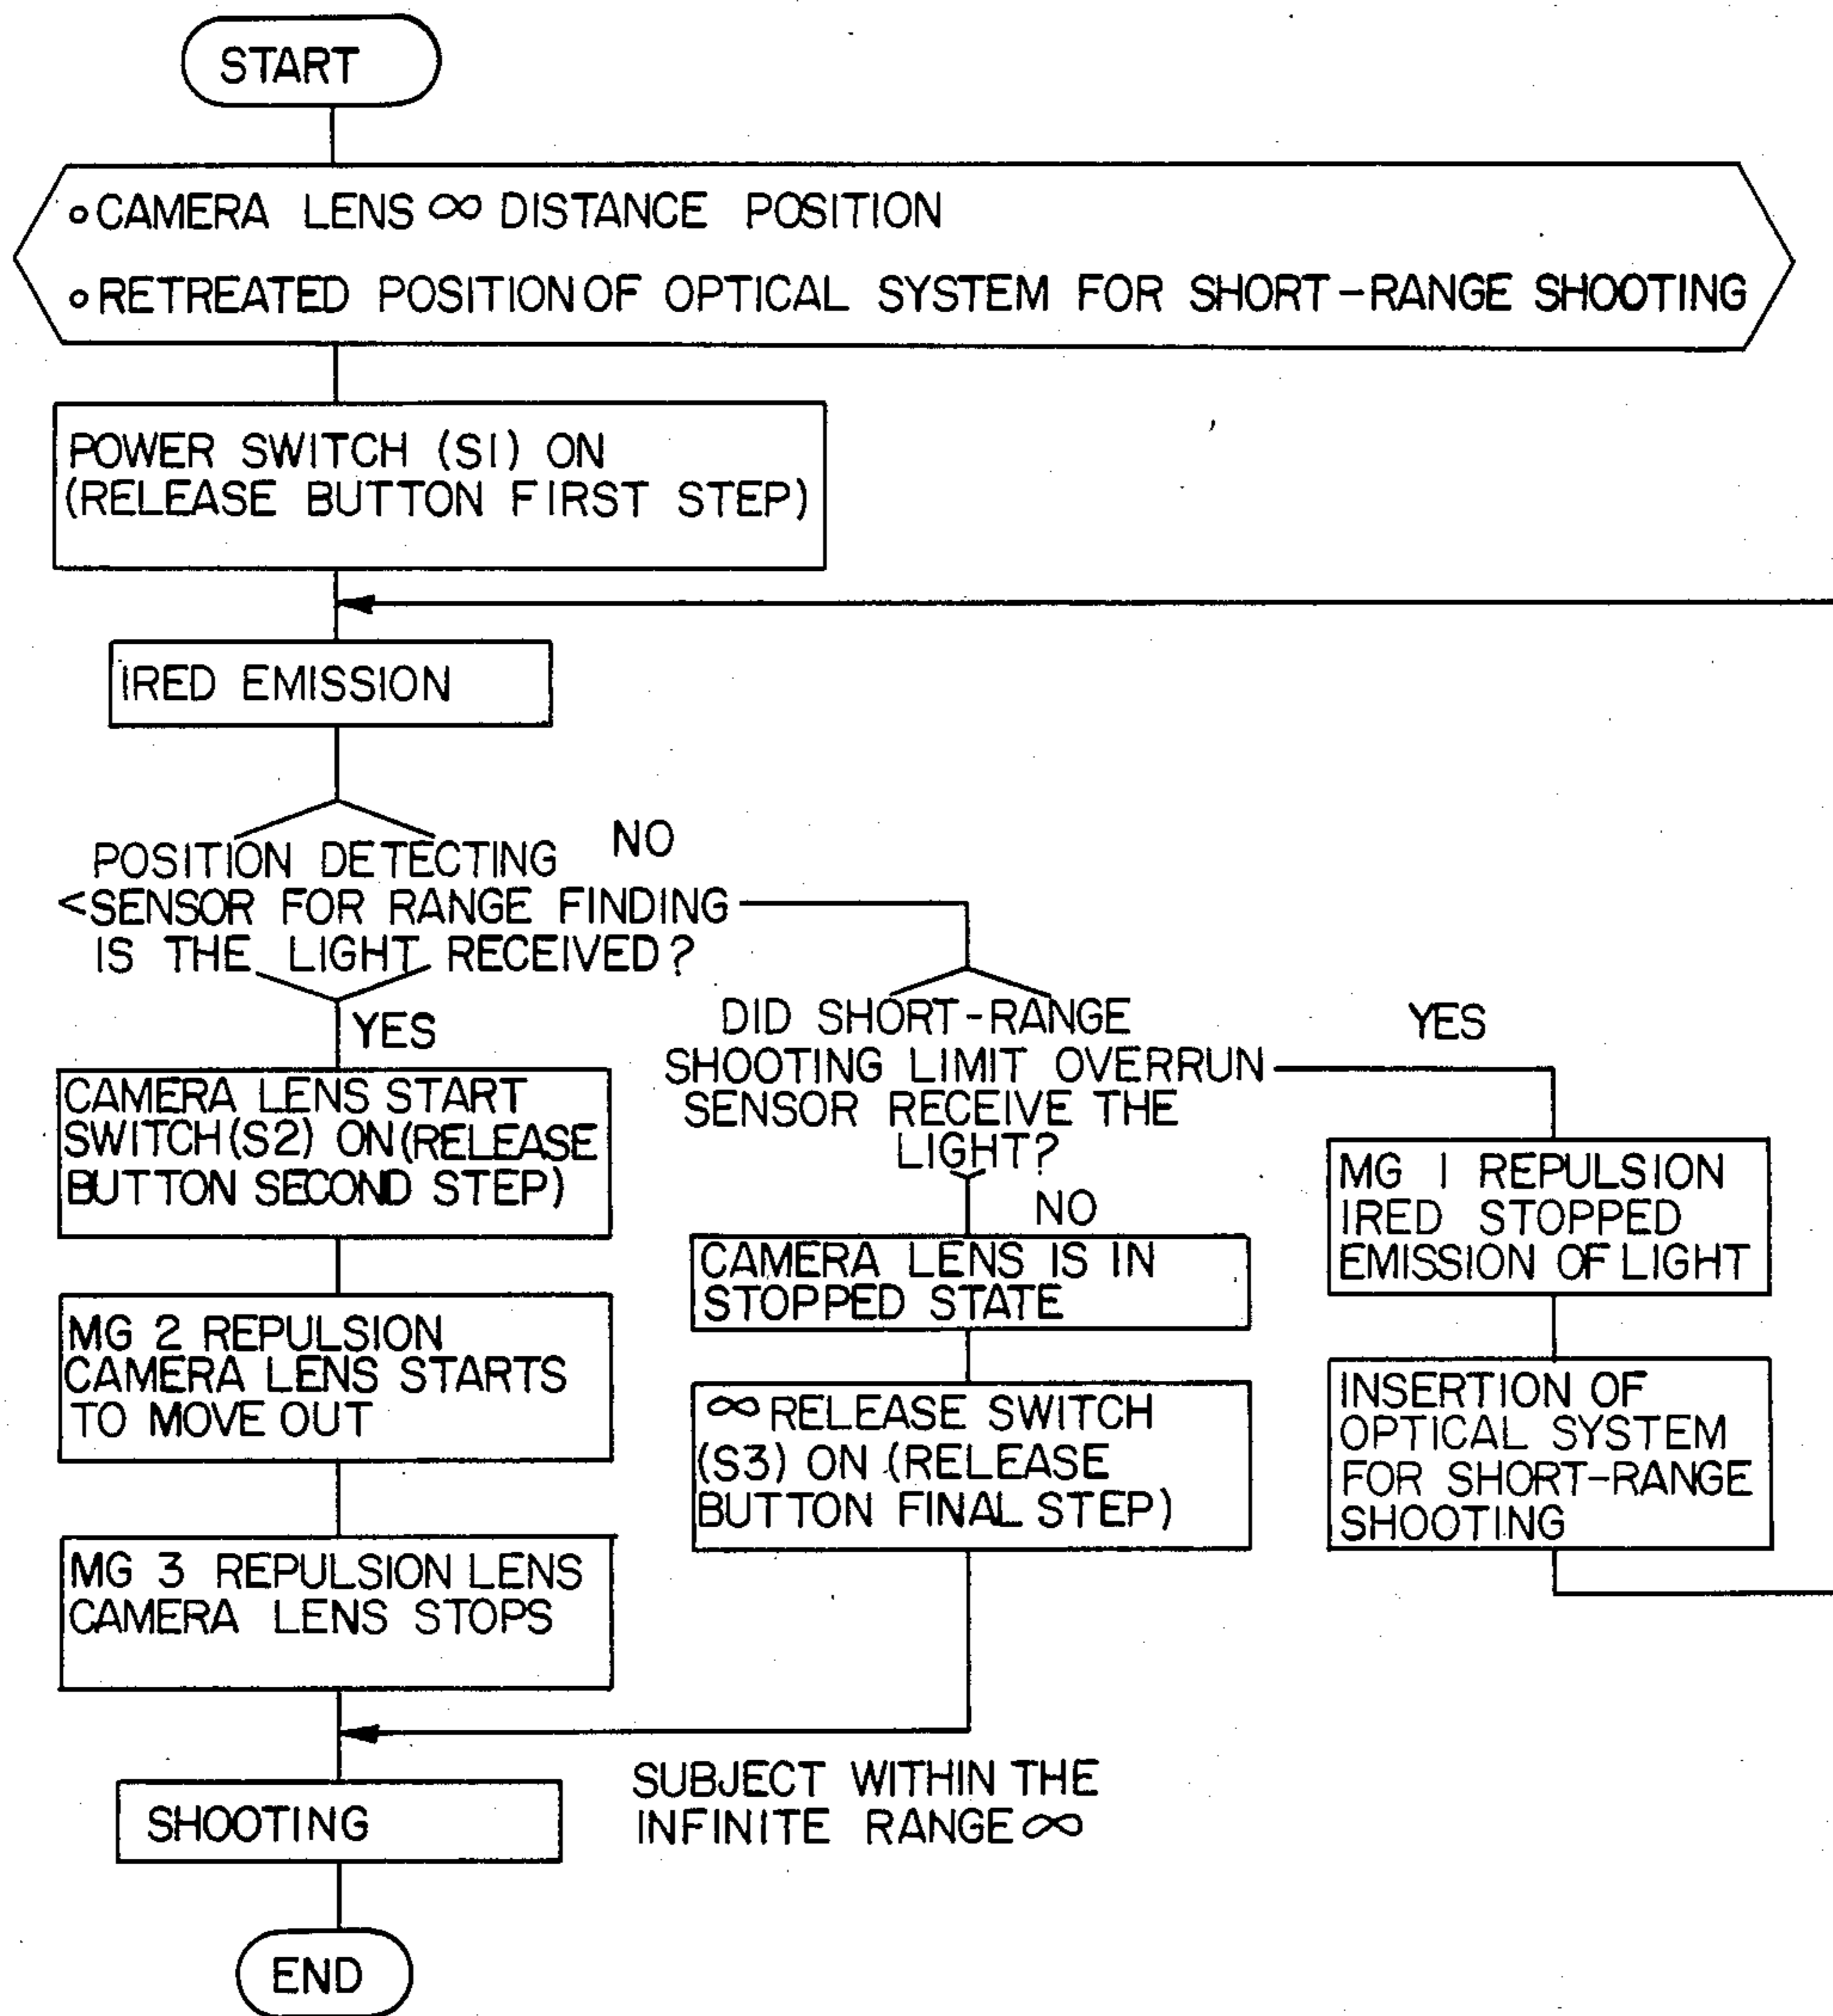 START
∘ CAMERA LENS ∞ DISTANCE POSITION
∘ RETREATED POSITION OF OPTICAL SYSTEM FOR SHORT-RANGE SHOOTING
POWER SWITCH (S1) ON
(RELEASE BUTTON FIRST STEP)
IRED EMISSION
POSITION DETECTING
<SENSOR FOR RANGE FINDING
IS THE LIGHT RECEIVED?
NO
YES
CAMERA LENS START
SWITCH (S2) ON (RELEASE
BUTTON SECOND STEP)
MG 2 REPULSION
CAMERA LENS STARTS
TO MOVE OUT
MG 3 REPULSION LENS
CAMERA LENS STOPS
DID SHORT-RANGE
SHOOTING LIMIT OVERRUN
SENSOR RECEIVE THE
LIGHT?
NO
CAMERA LENS IS IN
STOPPED STATE
∞ RELEASE SWITCH
(S3) ON (RELEASE
BUTTON FINAL STEP)
YES
MG 1 REPULSION
IRED STOPPED
EMISSION OF LIGHT
INSERTION OF
OPTICAL SYSTEM
FOR SHORT-RANGE
SHOOTING
SUBJECT WITHIN THE
INFINITE RANGE ∞
SHOOTING
END